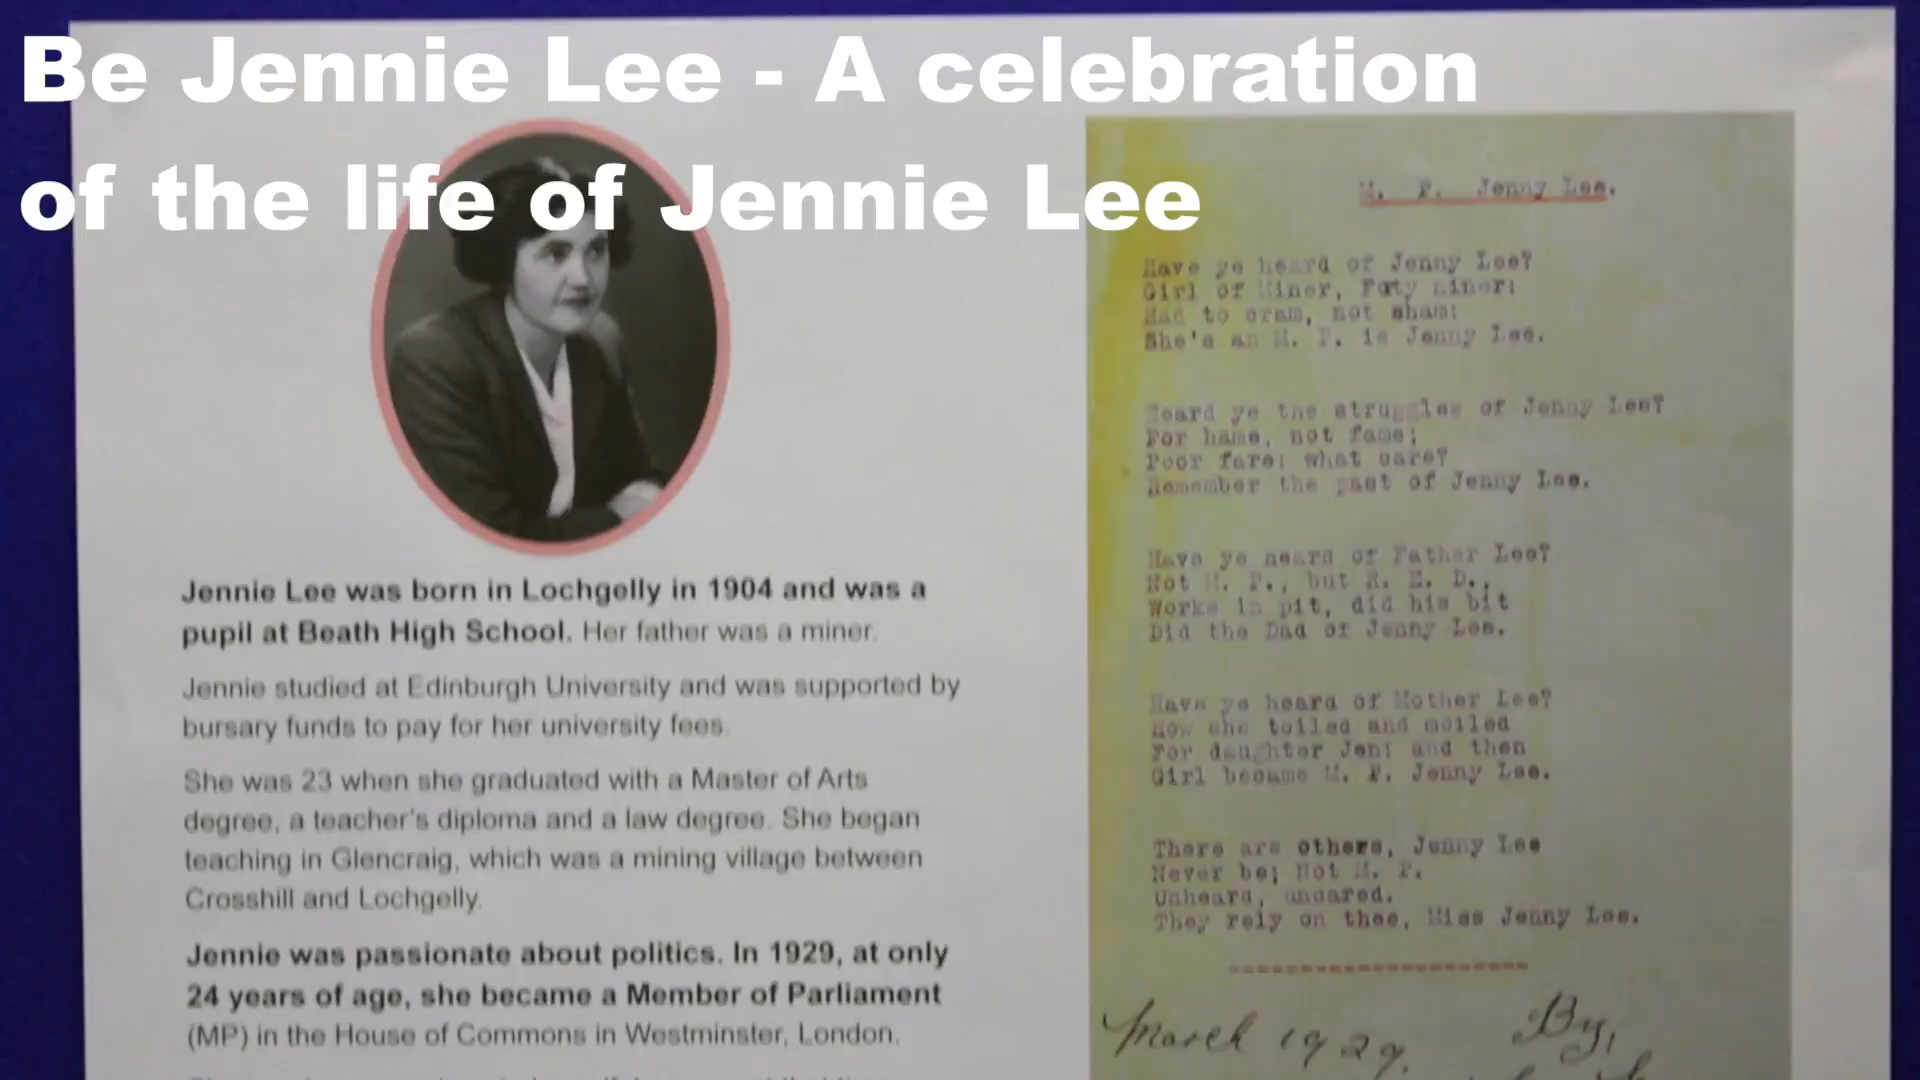 Be Jennie Lee - A celebration
of the life of Jennie Lee
Jennie Lee was born in Lochgelly in 1904 and was a
pupil at Beath High School. Her father was a miner.
Jennie studied at Edinburgh University and was supported by
bursary funds to pay for her university fees.
She was 23 when she graduated with a Master of Arts
degree, a teacher's diploma and a law degree. She began
teaching in Glencraig, which was a mining village between
Crosshill and Lochgelly.
Jennie was passionate about politics. In 1929, at only
24 years of age, she became a Member of Parliament
(MP) in the House of Commons in Westminster, London.
M. P. Jenny Lee.
Have ye heard of Jenny Lee?
Girl of Miner,
Had to cram, not sham:
She's an M. P. is Jenny Lee.
Heard ye the struggles of Jenny Lee?
For hame, not fame;
Poor fare: what care?
Remember the past of Jenny Lee.
Have ye heard of Father Lee?
Not M. P., but R. E. D.,
Works in pit, did his bit
Did the Dad of Jenny Lee.
Have ye heard of Mother Lee?
How she toiled and moiled
For daughter Jen: and then
Girl became M. P. Jenny Lee.
There are others, Jenny Lee
Never be; Not M. P.
Unheard, uncared.
They rely on thee, Miss Jenny Lee.
March 1929. By,